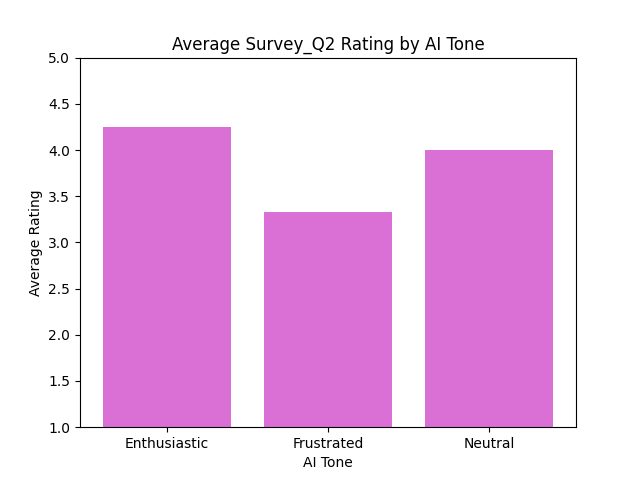 Average Survey_Q2 Rating by AI Tone
5.0
4.5
4.0
3.5
3.0
2.5
2.0
1.5
1.0
Average Rating
Enthusiastic Frustrated Neutral
AI Tone